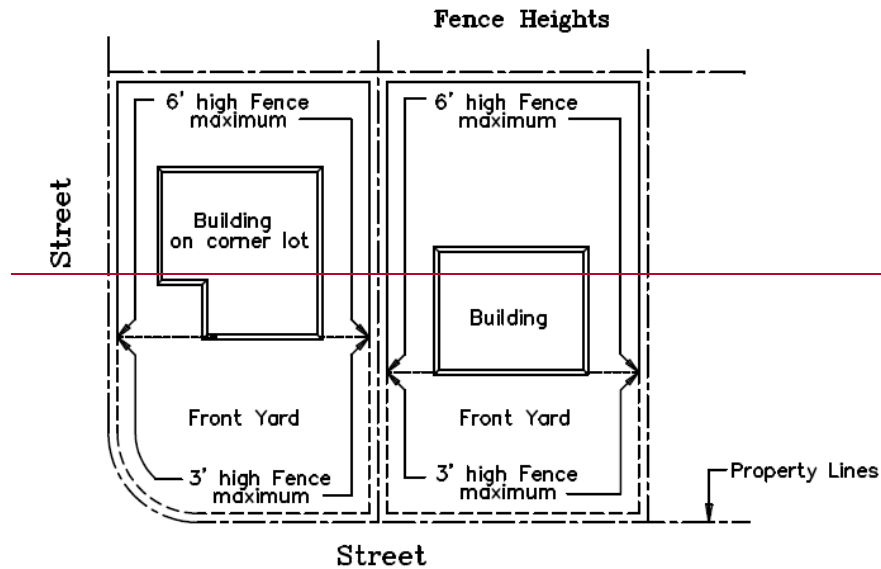 Fence Heights
6' high Fence
maximum
6' high Fence
maximum
Street
Building
on corner lot
Building
Front Yard
Front Yard
3' high Fence
maximum
3' high Fence
maximum
Property Lines
Street